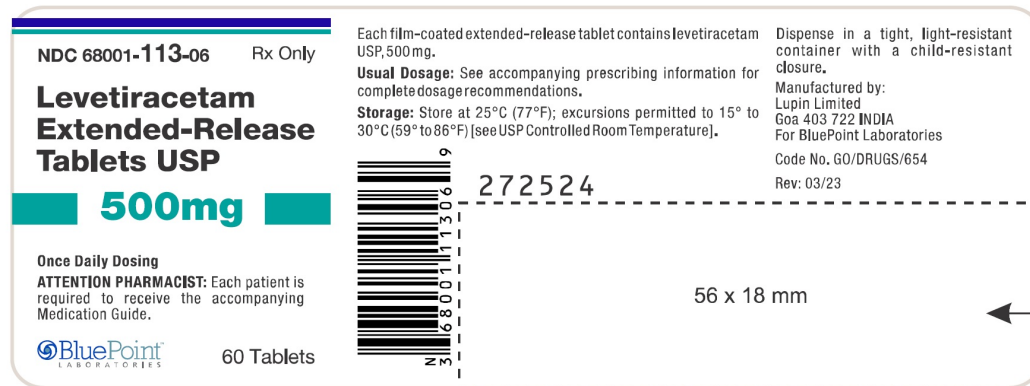 NDC 68001-113-06 Rx Only
Levetiracetam
Extended-Release
Tablets USP
500mg
Once Daily Dosing
ATTENTION PHARMACIST: Each patient is
required to receive the accompanying
Medication Guide.
BluePoint™
LABORATORIES
60 Tablets
Each film-coated extended-release tablet contains levetiracetam
USP, 500 mg.
Usual Dosage: See accompanying prescribing information for
complete dosage recommendations.
Storage: Store at 25°C (77°F); excursions permitted to 15° to
30°C (59° to 86°F) [see USP Controlled Room Temperature].
N
3 68001 11306 9
272524
56 x 18 mm
Dispense in a tight, light-resistant
container with a child-resistant
closure.
Manufactured by:
Lupin Limited
Goa 403 722 INDIA
For BluePoint Laboratories
Code No. GO/DRUGS/654
Rev: 03/23